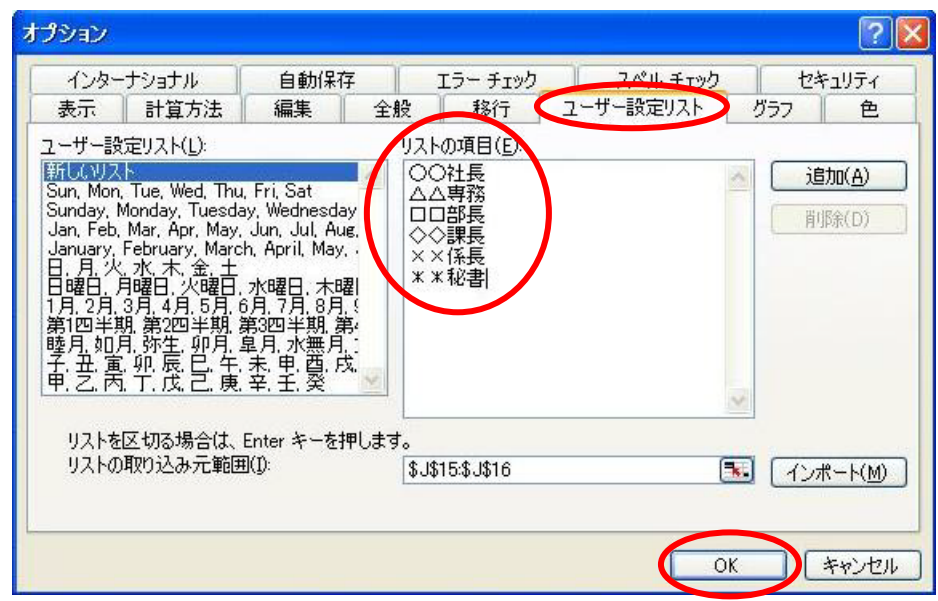 オプション
インターナショナル 自動保存 エラー チェック スペル チェック セキュリティ
表示 計算方法 編集 全般 移行 ユーザー設定リスト グラフ 色
ユーザー設定リスト(L):
新しいリスト
Sun, Mon, Tue, Wed, Thu, Fri, Sat
Sunday, Monday, Tuesday, Wednesday
Jan, Feb, Mar, Apr, May, Jun, Jul, Aug,
January, February, March, April, May,
日, 月, 火, 水, 木, 金, 土
日曜日, 月曜日, 火曜日, 水曜日, 木曜
1月, 2月, 3月, 4月, 5月, 6月, 7月, 8月,
第1四半期, 第2四半期, 第3四半期, 第
睦月, 如月, 弥生, 卯月, 皐月, 水無月,
子, 丑, 寅, 卯, 辰, 巳, 午, 未, 申, 酉, 戌,
甲, 乙, 丙, 丁, 戊, 己, 庚, 辛, 壬, 癸
リストの項目(E):
○○社長
△△専務
□□部長
◇◇課長
××係長
＊＊秘書
追加(A)
削除(D)
リストを区切る場合は、Enter キーを押します。
リストの取り込み元範囲(I):
$J$15:$J$16
インポート(M)
OK
キャンセル